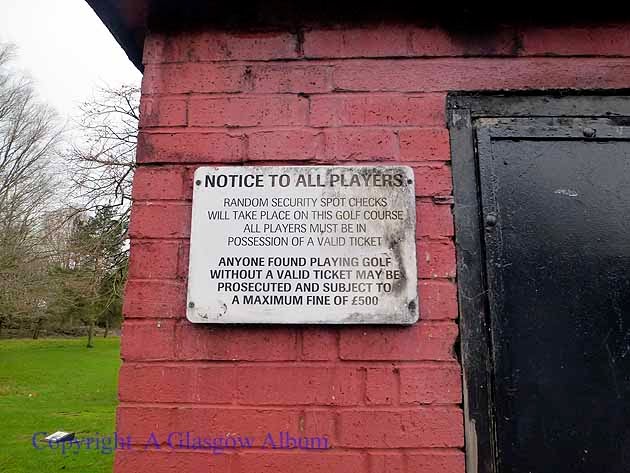 NOTICE TO ALL PLAYERS
RANDOM SECURITY SPOT CHECKS
WILL TAKE PLACE ON THIS GOLF COURSE
ALL PLAYERS MUST BE IN
POSSESSION OF A VALID TICKET
ANYONE FOUND PLAYING GOLF
WITHOUT A VALID TICKET MAY BE
PROSECUTED AND SUBJECT TO
A MAXIMUM FINE OF £500
Copyright A Glasgow Album.